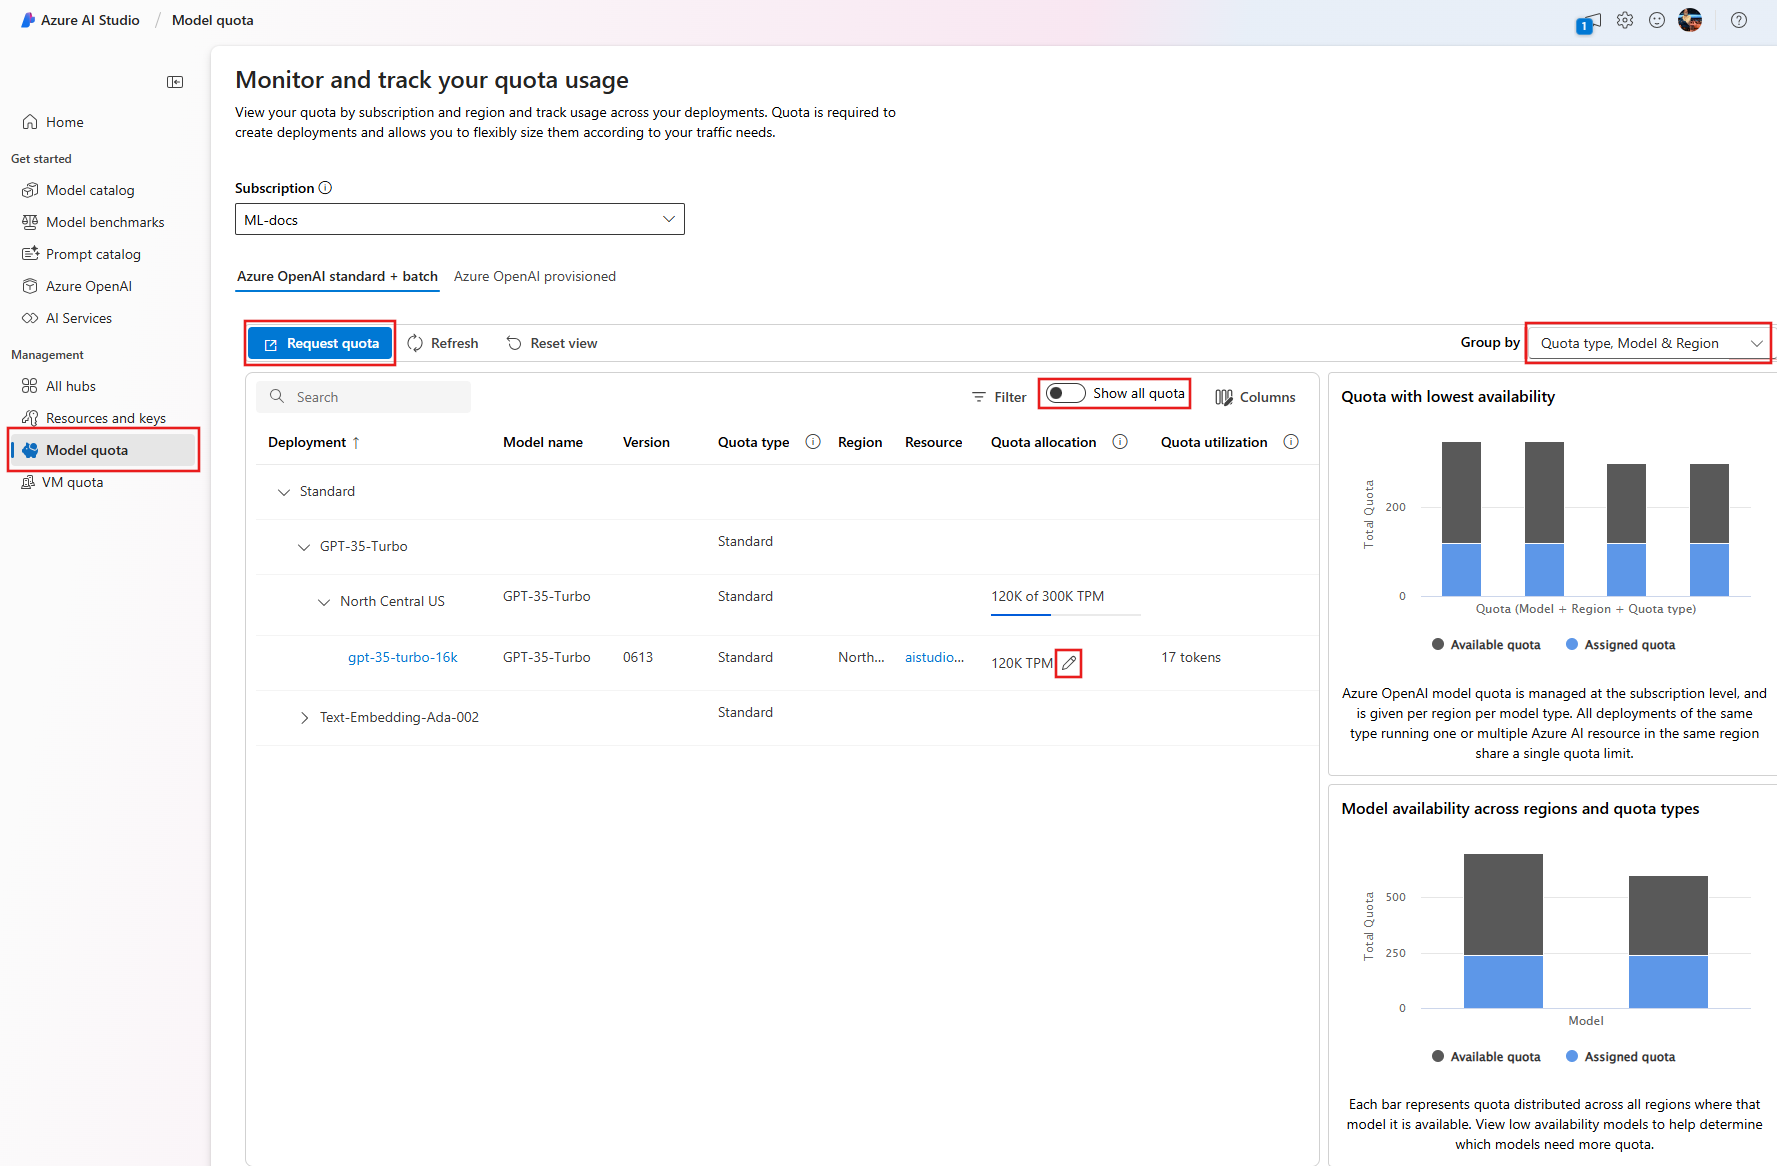 Azure AI Studio / Model quota
1
Home
Get started
Model catalog
Model benchmarks
Prompt catalog
Azure OpenAI
AI Services
Management
All hubs
Resources and keys
Model quota
VM quota
Monitor and track your quota usage
View your quota by subscription and region and track usage across your deployments. Quota is required to
create deployments and allows you to flexibly size them according to your traffic needs.
Subscription
ML-docs
Azure OpenAI standard + batch Azure OpenAI provisioned
Request quota Refresh Reset view Group by Quota type, Model & Region
Search Filter Show all quota Columns
Deployment ↑ Model name Version Quota type Region Resource Quota allocation Quota utilization
Standard
GPT-35-Turbo Standard
North Central US GPT-35-Turbo Standard 120K of 300K TPM
gpt-35-turbo-16k GPT-35-Turbo 0613 Standard North... aistudio... 120K TPM 17 tokens
Text-Embedding-Ada-002 Standard
Quota with lowest availability
Total Quota
200
0
Quota (Model + Region + Quota type)
Available quota Assigned quota
Azure OpenAI model quota is managed at the subscription level, and
is given per region per model type. All deployments of the same
type running one or multiple Azure AI resource in the same region
share a single quota limit.
Model availability across regions and quota types
Total Quota
500
250
0
Model
Available quota Assigned quota
Each bar represents quota distributed across all regions where that
model it is available. View low availability models to help determine
which models need more quota.